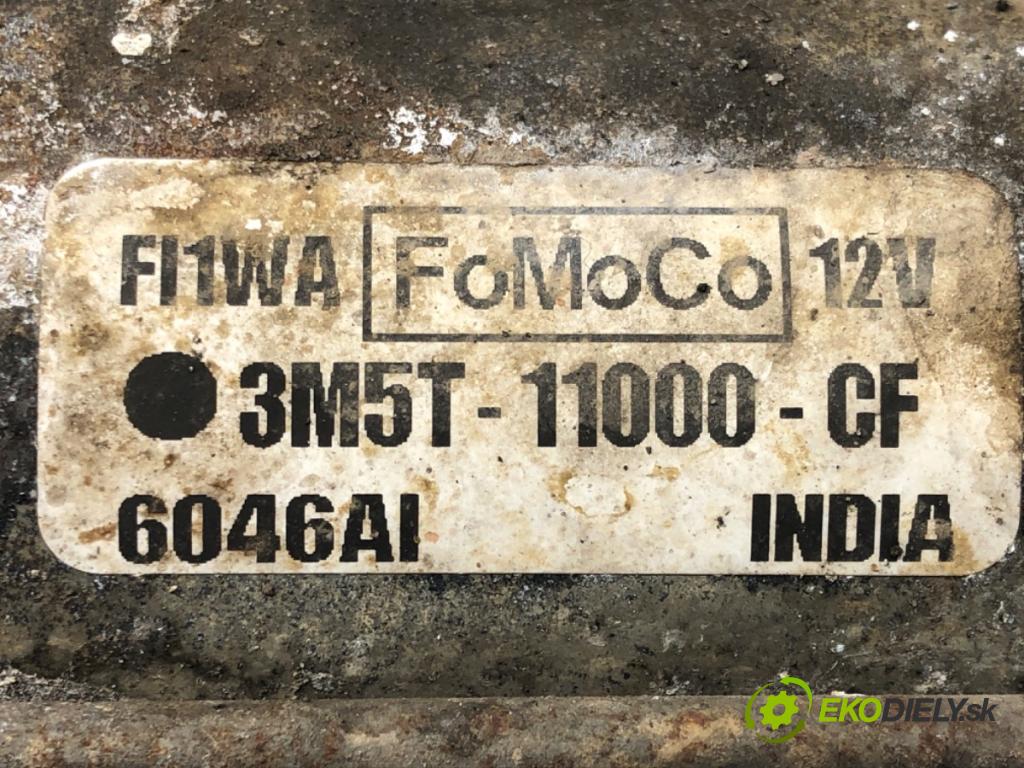 FI1WA FoMoCo 12V
3M5T - 11000 - CF
6046AI INDIA
EKODIELY.sk